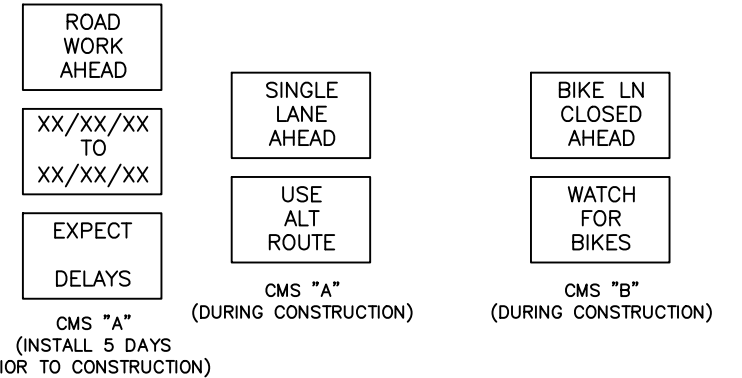 ROAD
WORK
AHEAD
XX/XX/XX
TO
XX/XX/XX
EXPECT
DELAYS
CMS "A"
(INSTALL 5 DAYS
TO CONSTRUCTION)
SINGLE
LANE
AHEAD
USE
ALT
ROUTE
CMS "A"
(DURING CONSTRUCTION)
BIKE LN
CLOSED
AHEAD
WATCH
FOR
BIKES
CMS "B"
(DURING CONSTRUCTION)